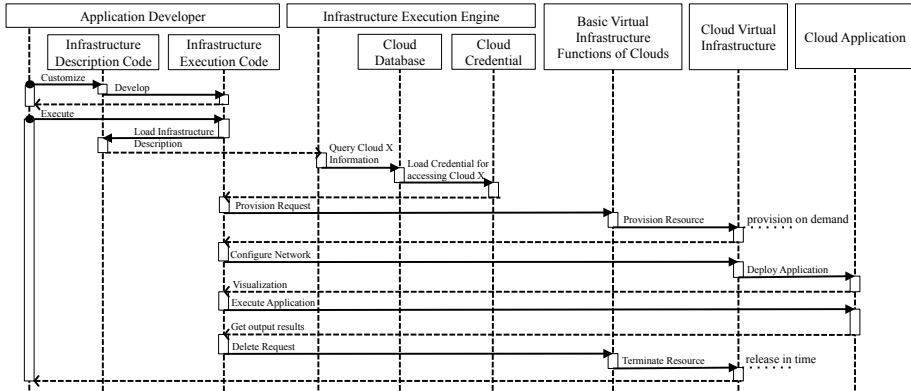 Application Developer
Infrastructure Execution Engine
Basic Virtual
Infrastructure
Functions of Clouds
Cloud Virtual
Infrastructure
Cloud Application
Infrastructure
Description Code
Infrastructure
Execution Code
Cloud
Database
Cloud
Credential
Customize
Develop
Execute
Load Infrastructure
Description
Query Cloud X
Information
Load Credential for
accessing Cloud X
Provision Request
Provision Resource
provision on demand
Configure Network
Deploy Application
Visualization
Execute Application
Get output results
Delete Request
Terminate Resource
release in time